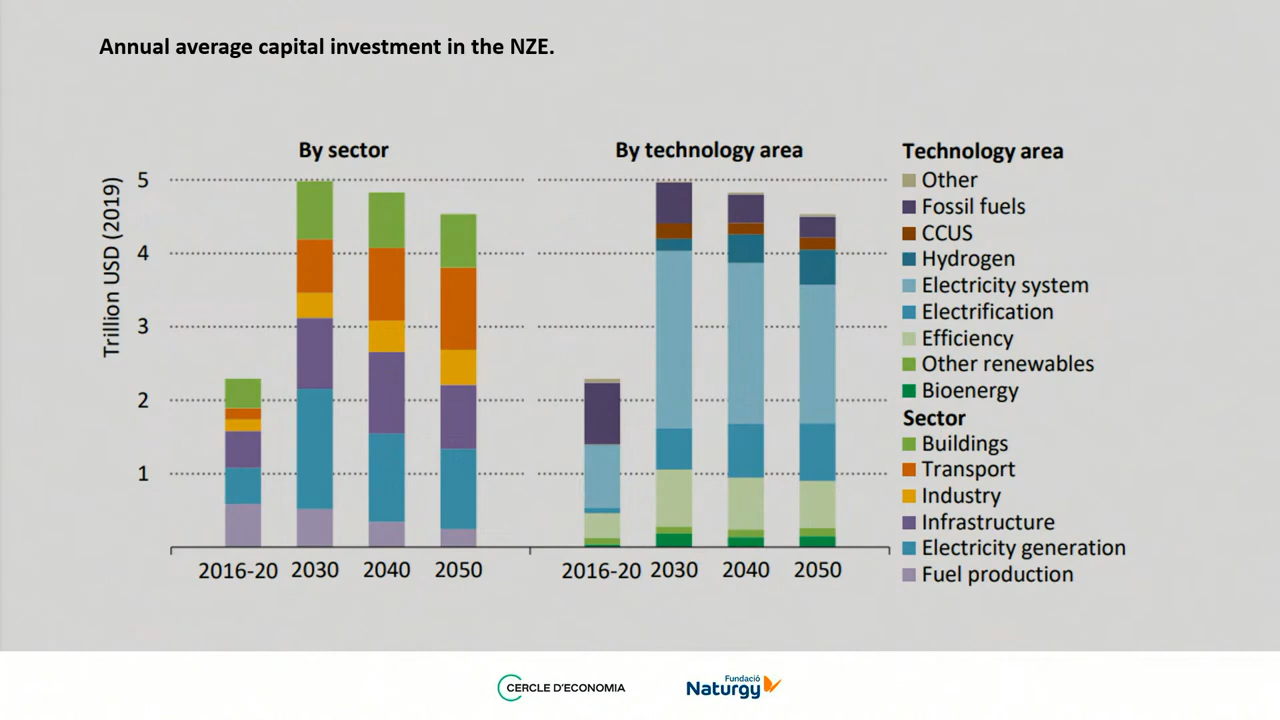 Annual average capital investment in the NZE.
By sector
By technology area
Trillion USD (2019)
5
4
3
2
1
2016-20 2030 2040 2050
2016-20 2030 2040 2050
Technology area
Other
Fossil fuels
CCUS
Hydrogen
Electricity system
Electrification
Efficiency
Other renewables
Bioenergy
Sector
Buildings
Transport
Industry
Infrastructure
Electricity generation
Fuel production
CERCLE D'ECONOMIA
Fundació
Naturgy